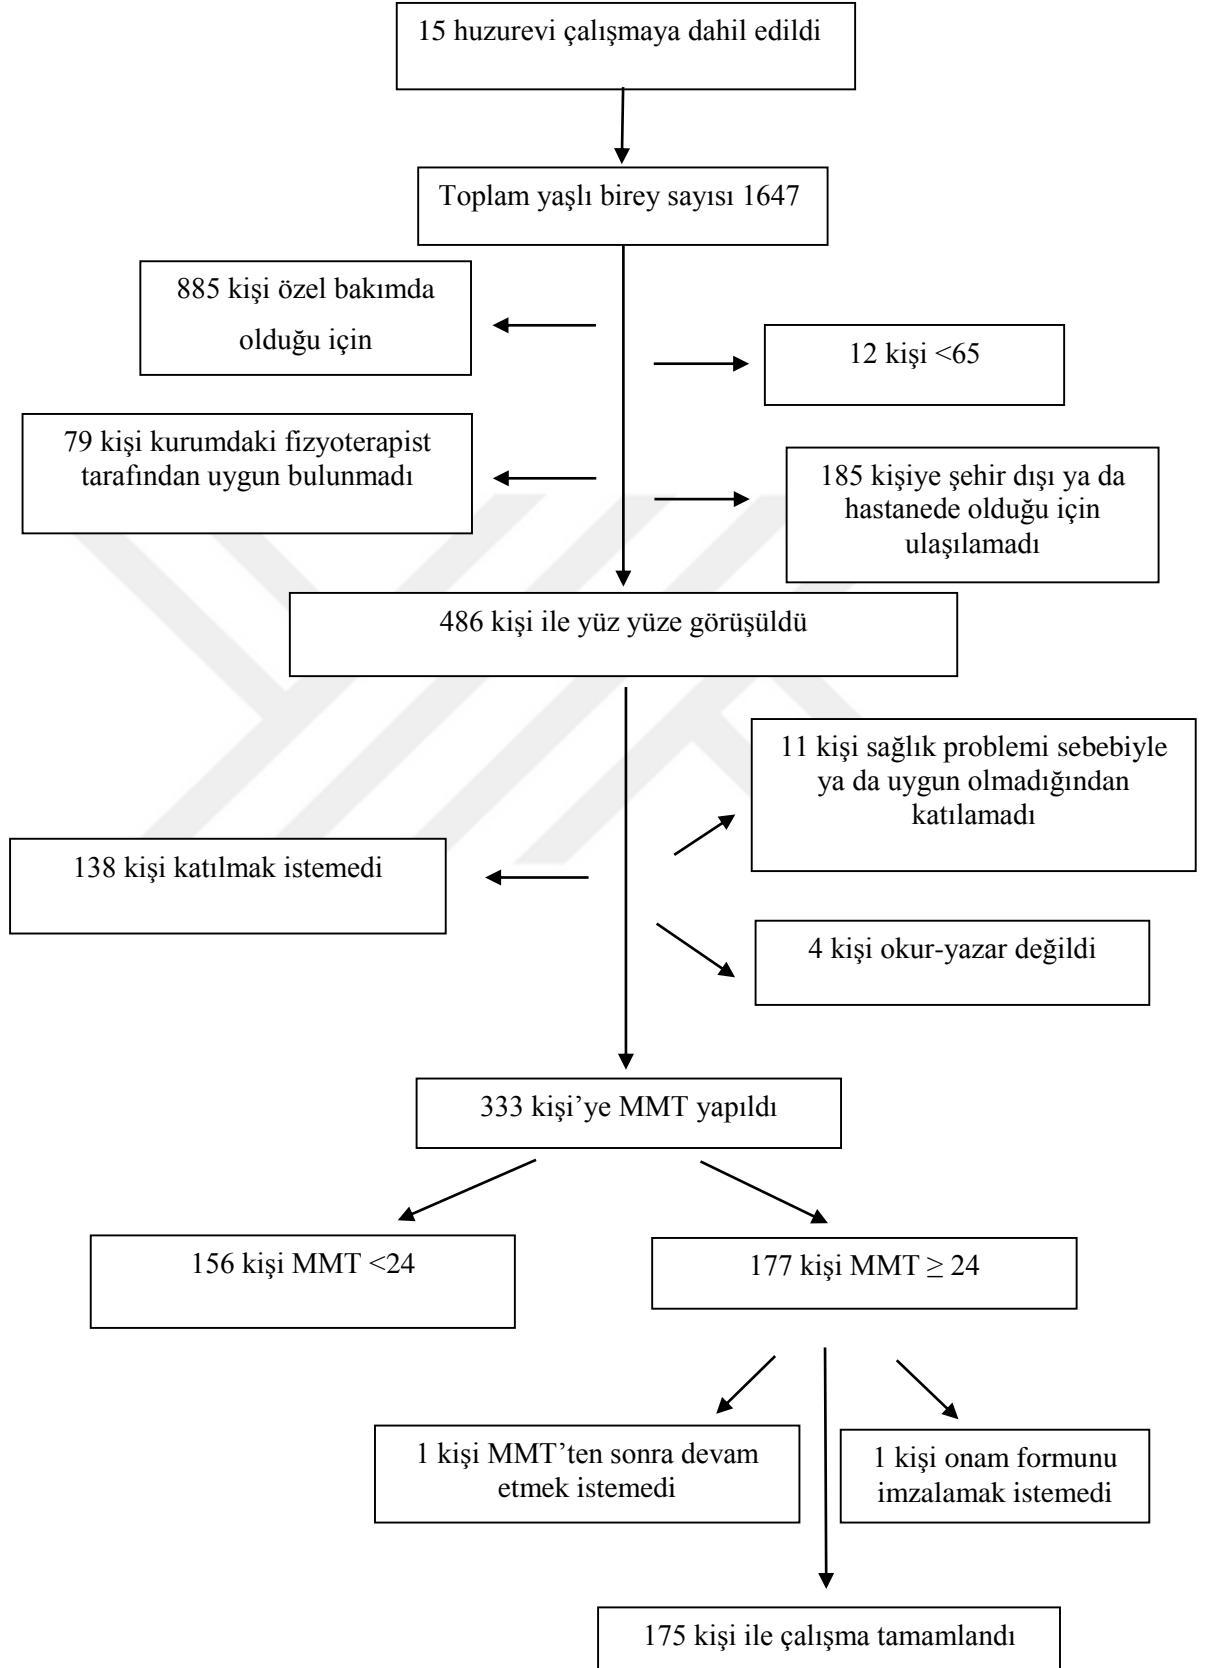 15 huzurevi çalışmaya dahil edildi
Toplam yaşlı birey sayısı 1647
885 kişi özel bakımda
olduğu için
12 kişi <65
79 kişi kurumdaki fizyoterapist
tarafından uygun bulunmadı
185 kişiye şehir dışı ya da
hastanede olduğu için
ulaşılamadı
486 kişi ile yüz yüze görüşüldü
11 kişi sağlık problemi sebebiyle
ya da uygun olmadığından
katılamadı
138 kişi katılmak istemedi
4 kişi okur-yazar değildi
333 kişi’ye MMT yapıldı
156 kişi MMT <24
177 kişi MMT ≥ 24
1 kişi MMT’ten sonra devam
etmek istemedi
1 kişi onam formunu
imzalamak istemedi
175 kişi ile çalışma tamamlandı